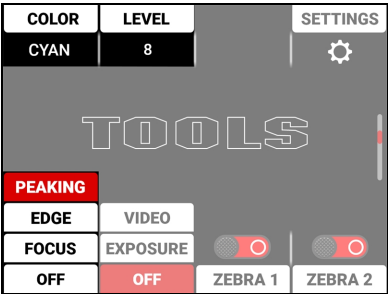 COLOR LEVEL SETTINGS
CYAN 8
TOOLS
PEAKING
EDGE VIDEO
FOCUS EXPOSURE
OFF OFF ZEBRA 1 ZEBRA 2